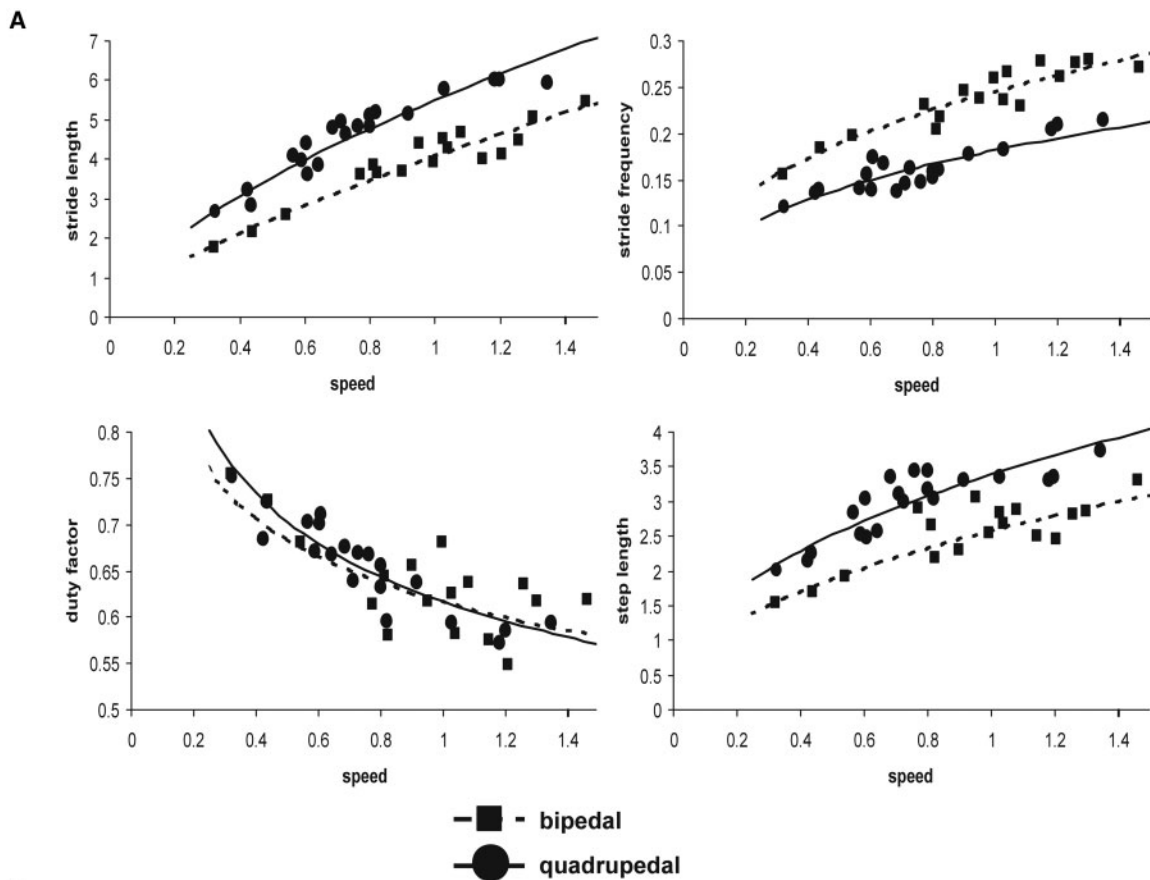 A
7
6
5
4
3
2
1
0
stride length
0 0.2 0.4 0.6 0.8 1 1.2 1.4
speed
0.3
0.25
0.2
0.15
0.1
0.05
0
stride frequency
0 0.2 0.4 0.6 0.8 1 1.2 1.4
speed
0.8
0.75
0.7
0.65
0.6
0.55
0.5
duty factor
0 0.2 0.4 0.6 0.8 1 1.2 1.4
speed
4
3.5
3
2.5
2
1.5
1
0.5
0
step length
0 0.2 0.4 0.6 0.8 1 1.2 1.4
speed
bipedal
quadrupedal